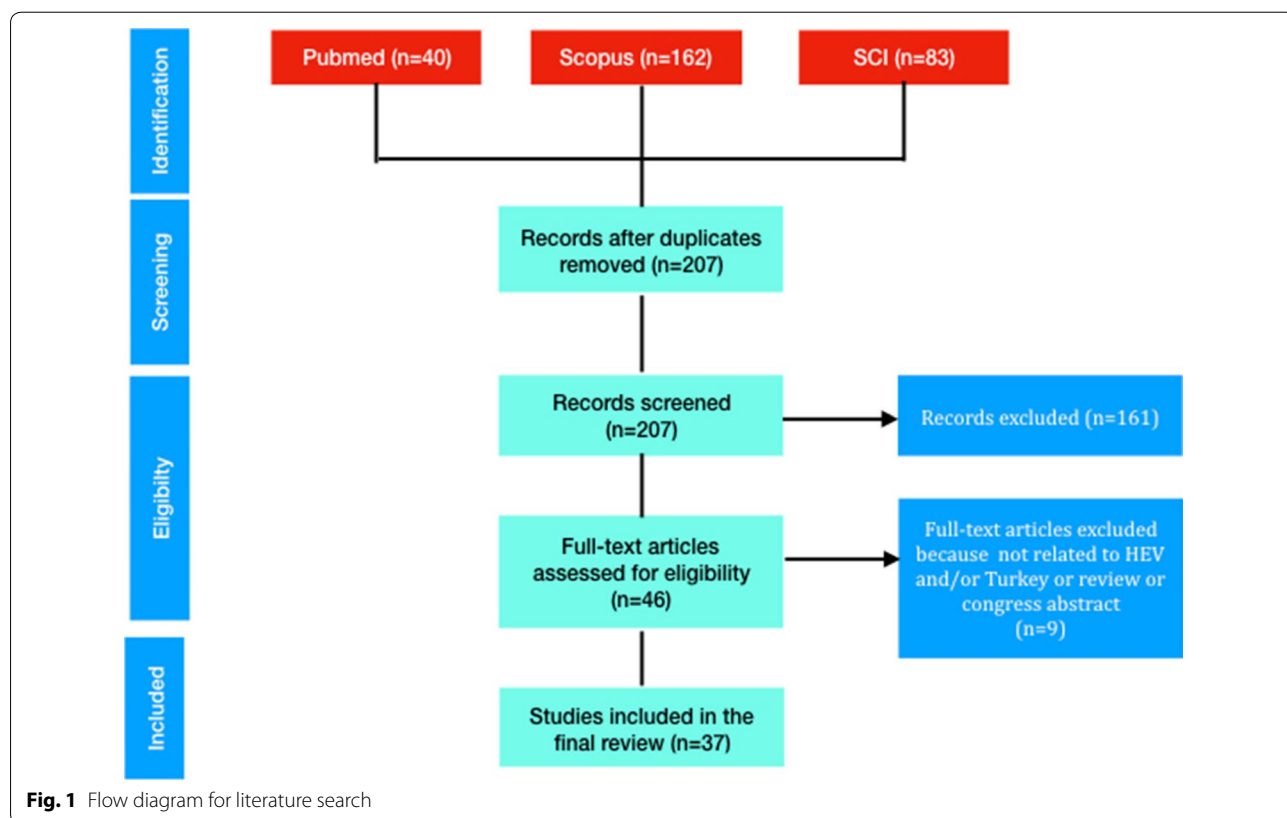 Identification
Pubmed (n=40)
Scopus (n=162)
SCI (n=83)
Screening
Records after duplicates
removed (n=207)
Eligibilty
Records screened
(n=207)
Records excluded (n=161)
Full-text articles
assessed for eligibility
(n=46)
Full-text articles excluded
because not related to HEV
and/or Turkey or review or
congress abstract
(n=9)
Included
Studies included in the
final review (n=37)
Fig. 1 Flow diagram for literature search